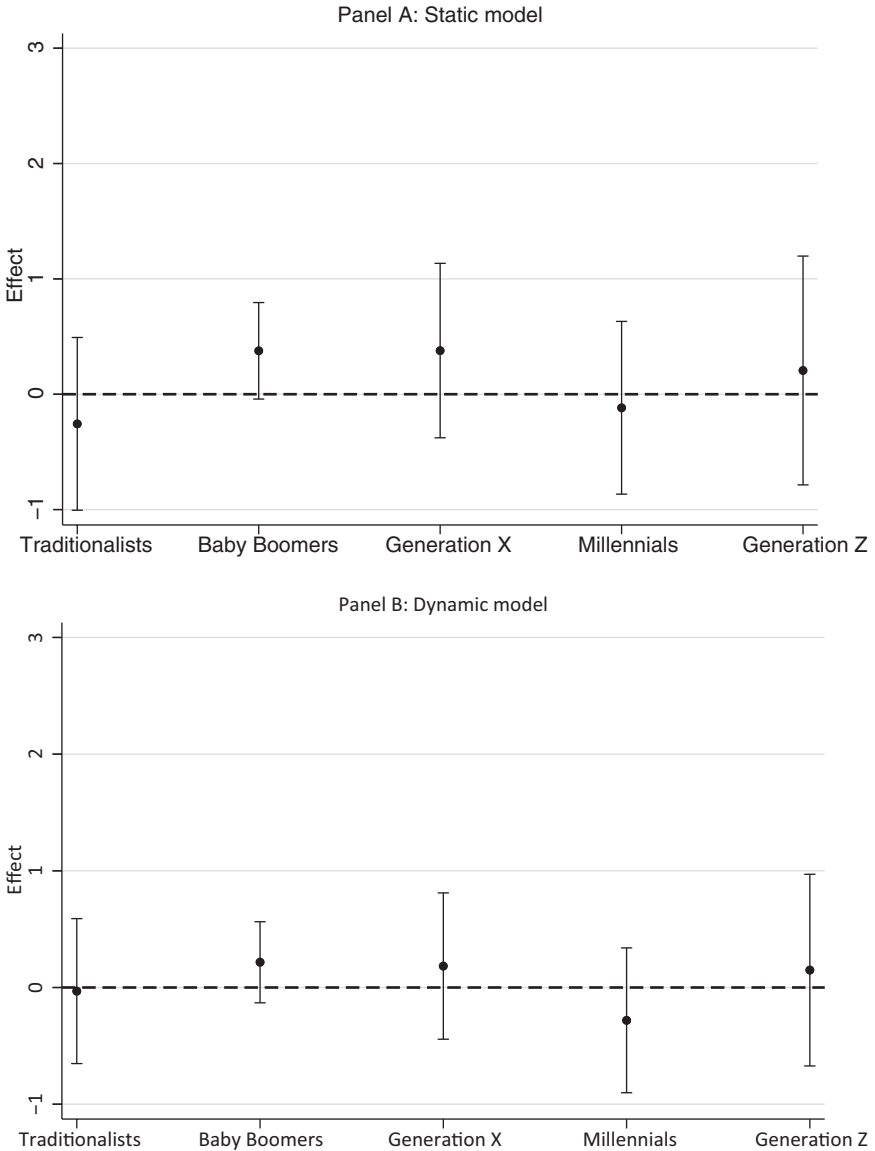 Panel A: Static model
3
2
1
0
−1
Effect
Traditionalists Baby Boomers Generation X Millennials Generation Z
Panel B: Dynamic model
3
2
1
0
−1
Effect
Traditionalists Baby Boomers Generation X Millennials Generation Z